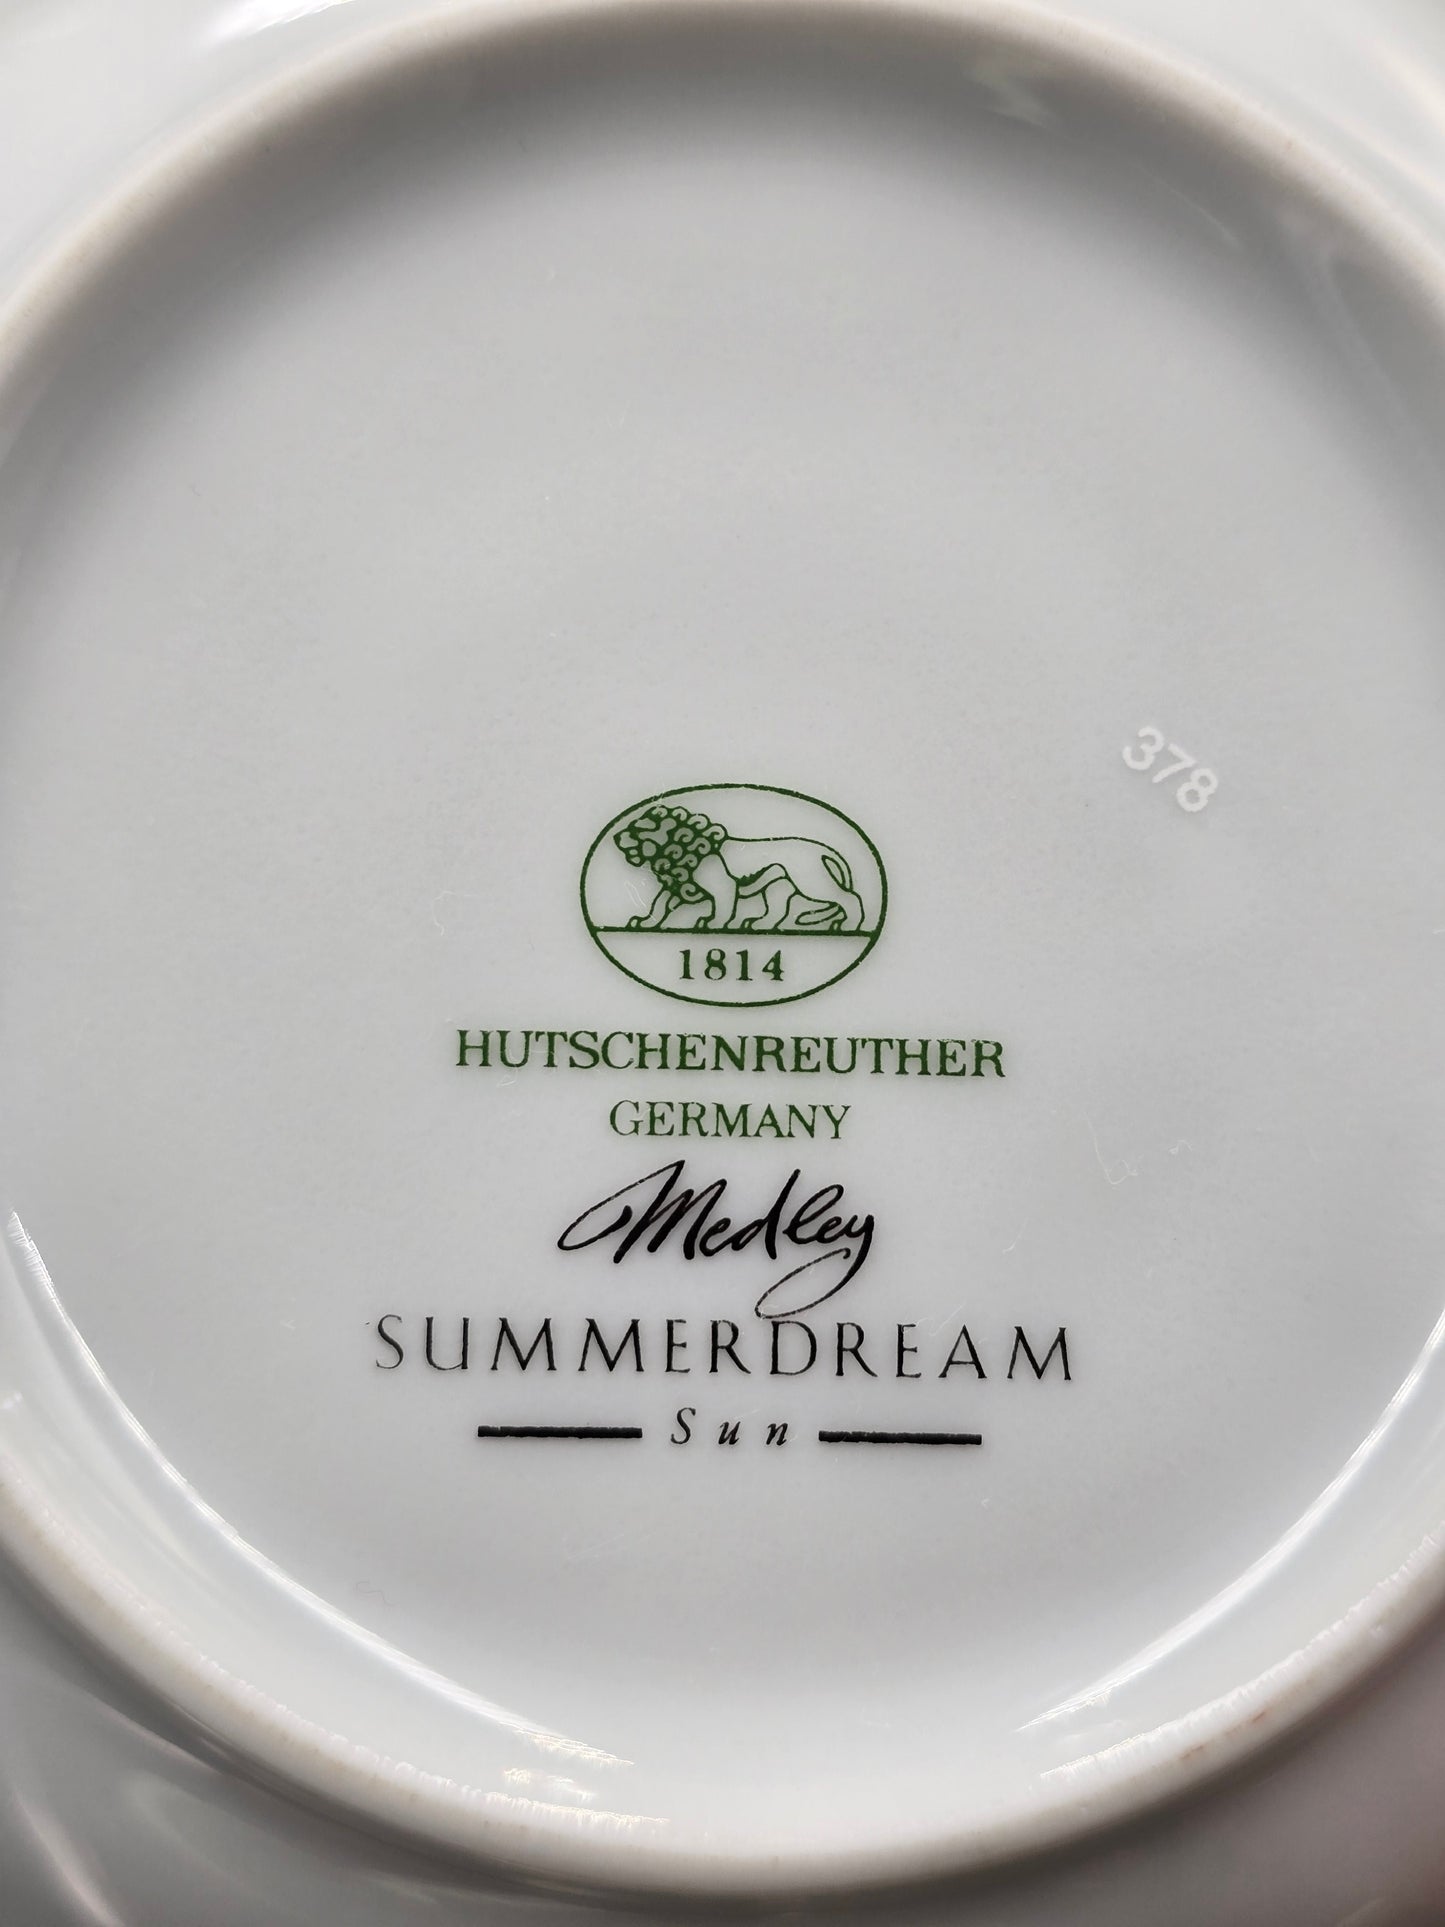 378
1814
HUTSCHENREUTHER
GERMANY
Medley
SUMMERDREAM
Sun